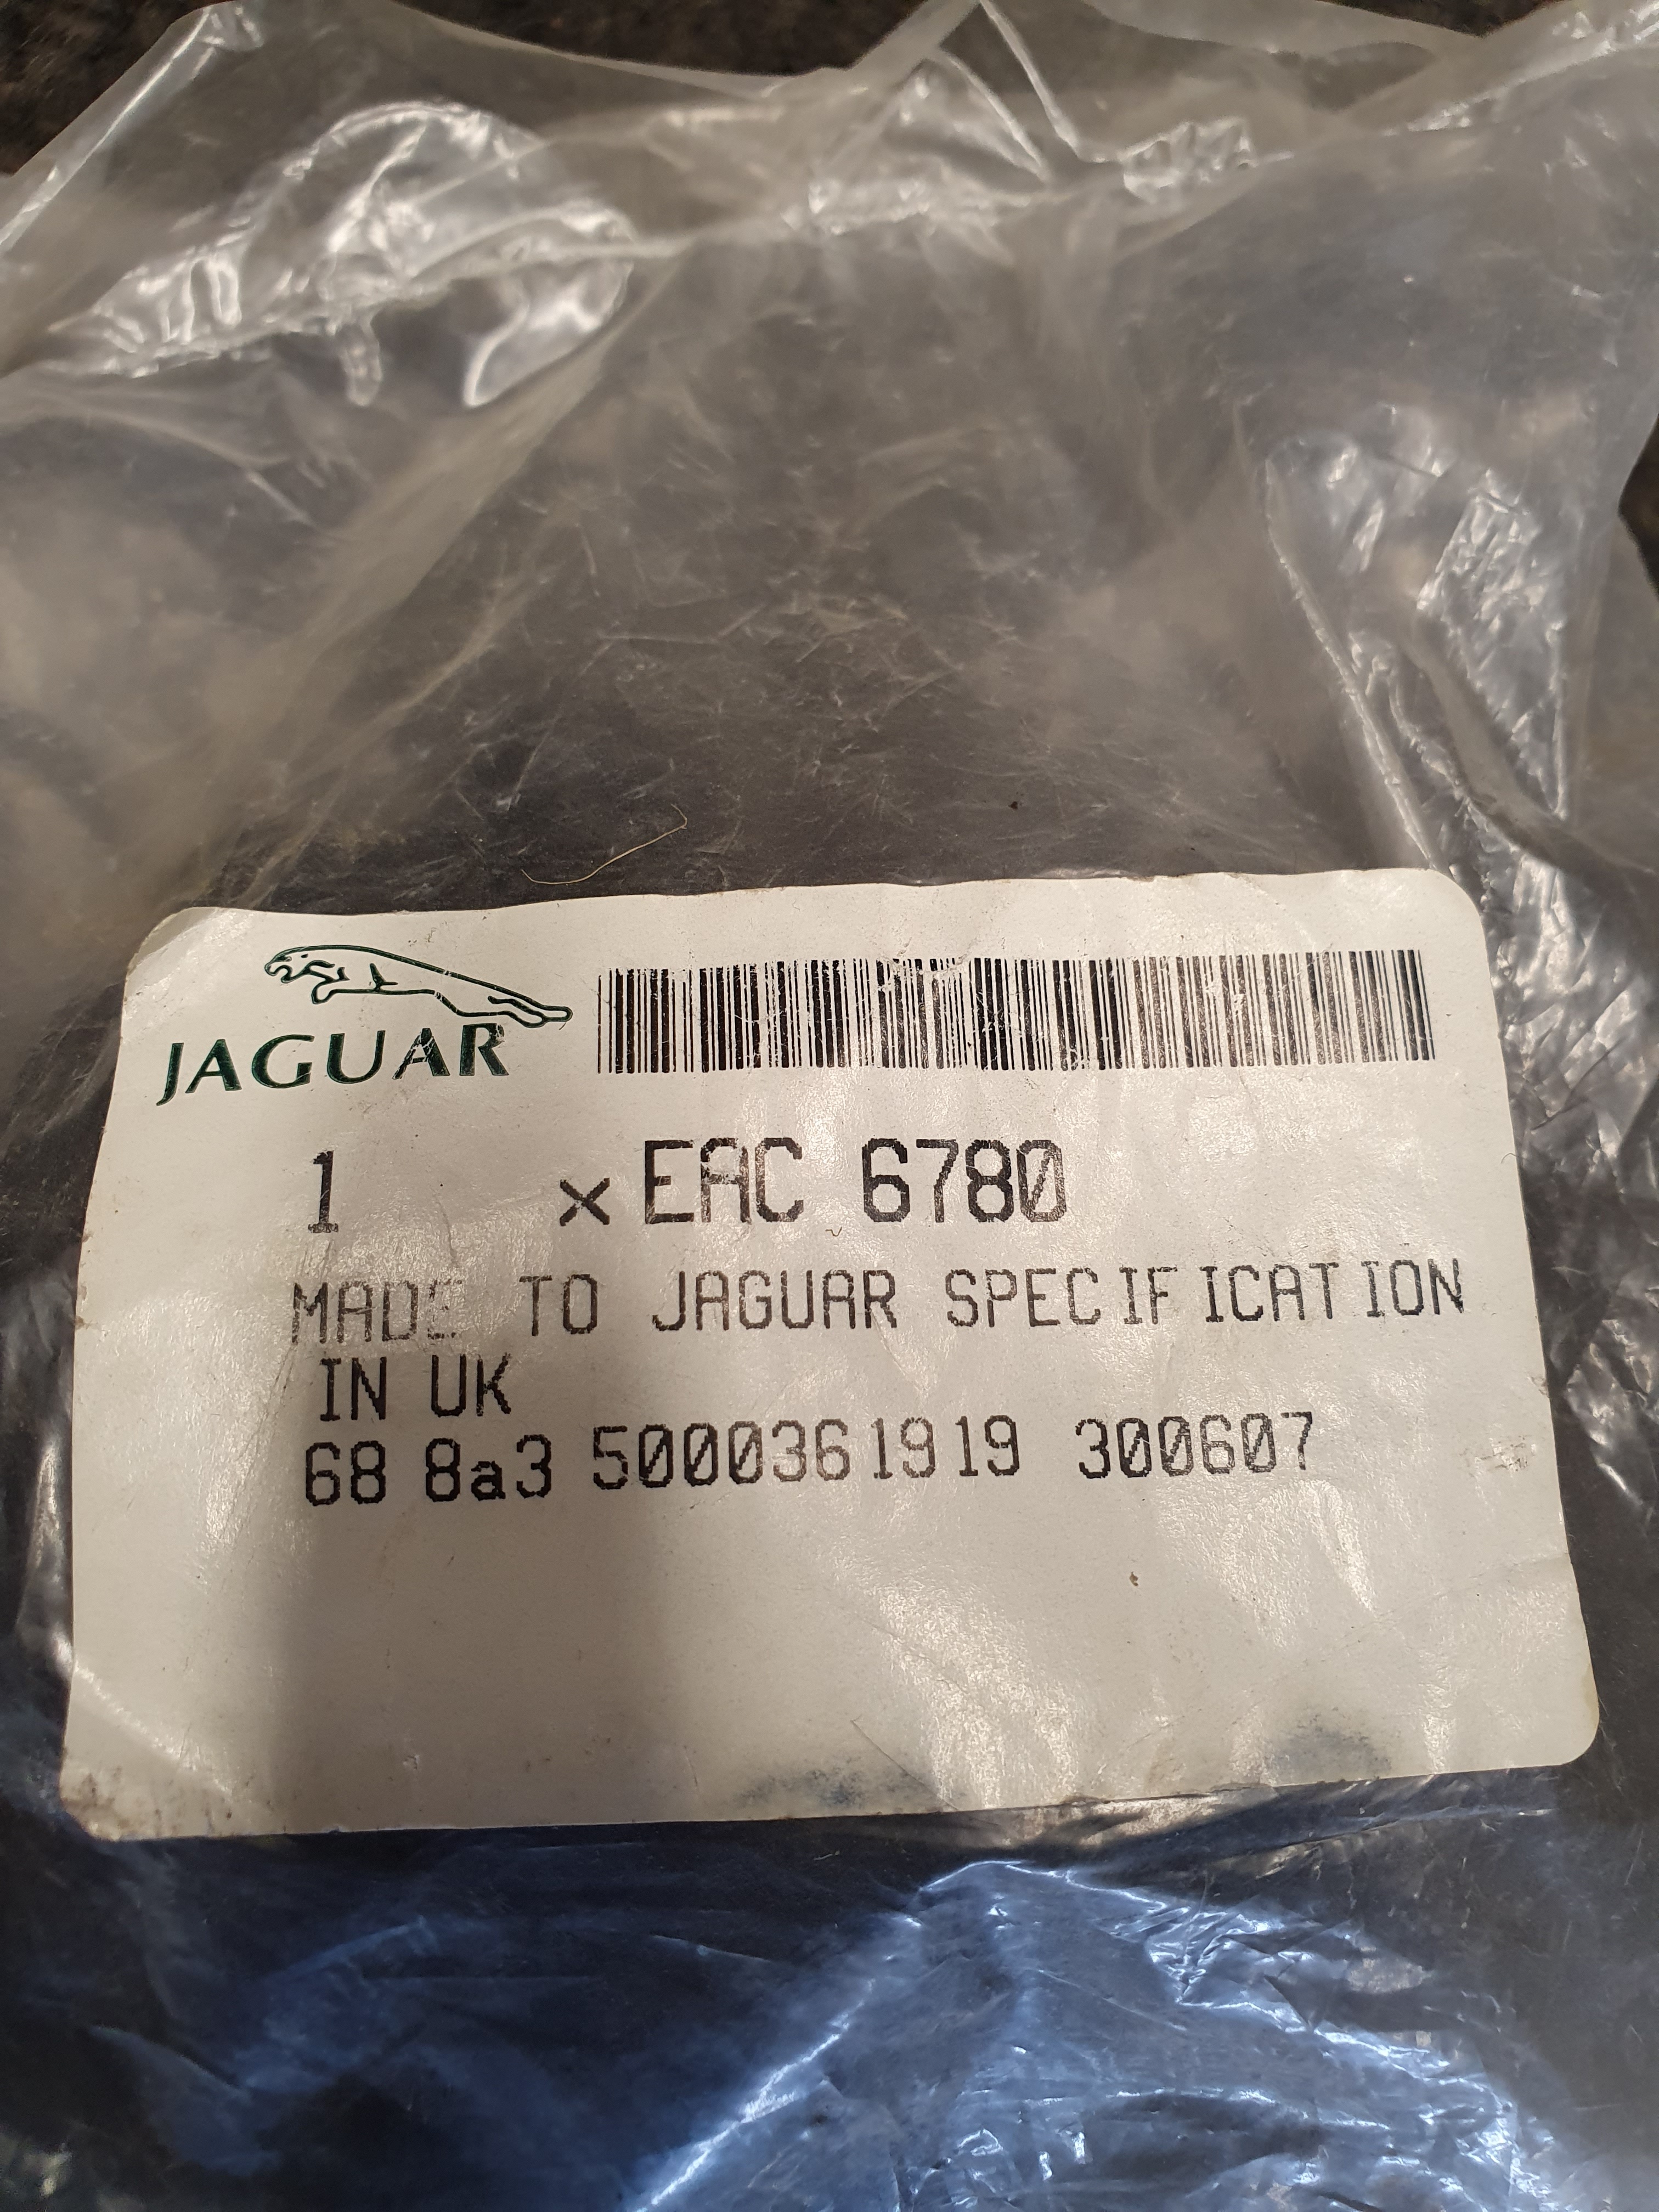 JAGUAR
1 x EAC 6780
MADE TO JAGUAR SPECIFICATION
IN UK
68 8a3 5000361919 300607